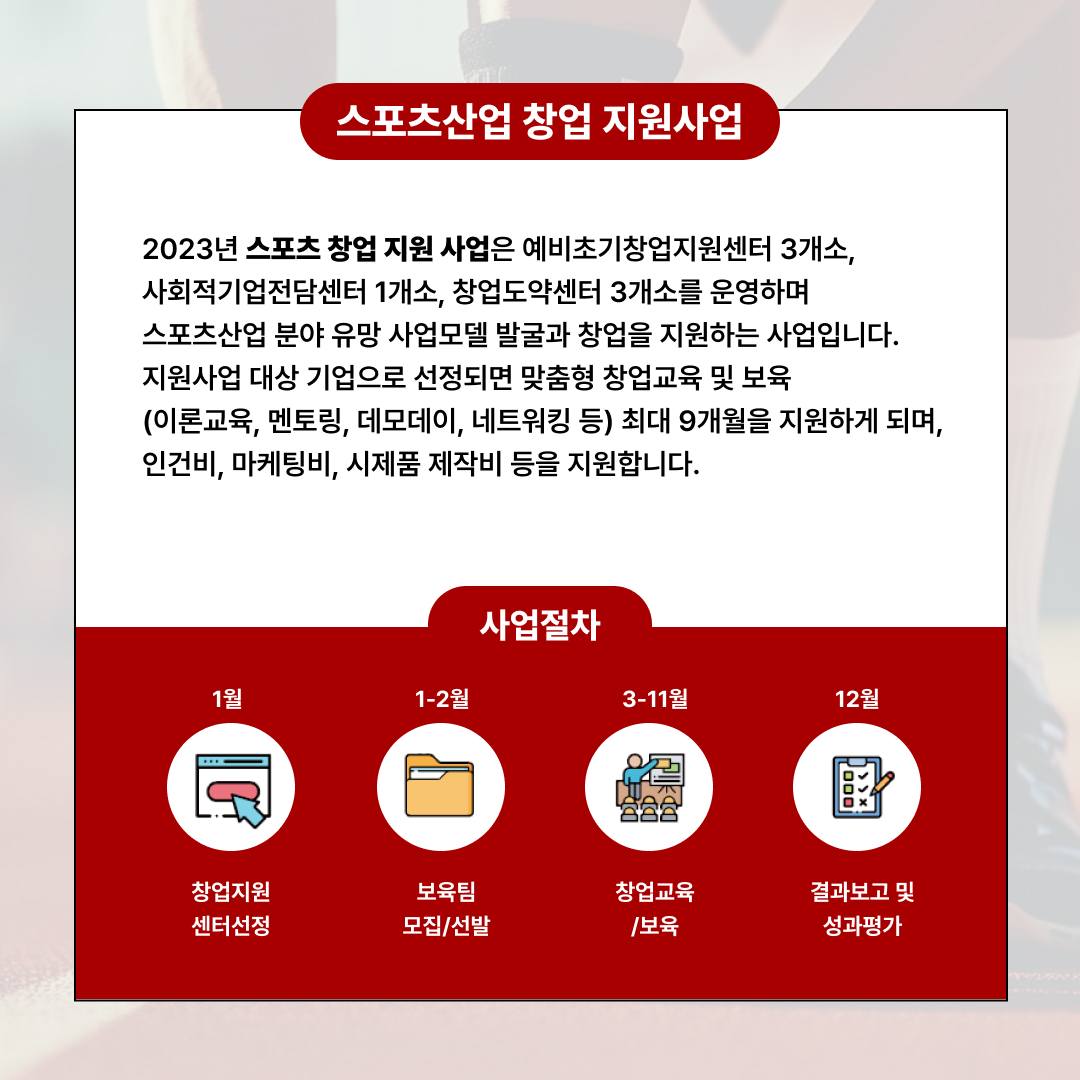 스포츠산업 창업 지원사업
2023년 스포츠 창업 지원 사업은 예비초기창업지원센터 3개소,
사회적기업전담센터 1개소, 창업도약센터 3개소를 운영하며
스포츠산업 분야 유망 사업모델 발굴과 창업을 지원하는 사업입니다.
지원사업 대상 기업으로 선정되면 맞춤형 창업교육 및 보육
(이론교육, 멘토링, 데모데이, 네트워킹 등) 최대 9개월을 지원하게 되며,
인건비, 마케팅비, 시제품 제작비 등을 지원합니다.
사업절차
1월
창업지원
센터선정
1-2월
보육팀
모집/선발
3-11월
창업교육
/보육
12월
결과보고 및
성과평가